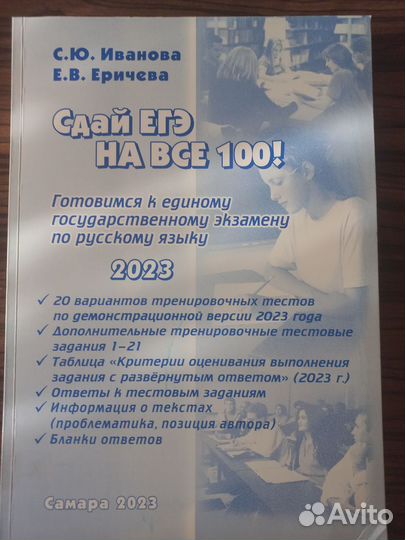 С.Ю. Иванова
Е.В. Еричева
Сдай ЕГЭ
НА ВСЕ 100!
Готовимся к единому
государственному экзамену
по русскому языку
2023
✓ 20 вариантов тренировочных тестов
по демонстрационной версии 2023 года
✓ Дополнительные тренировочные тестовые
задания 1–21
✓ Таблица «Критерии оценивания выполнения
задания с развёрнутым ответом» (2023 г.)
✓ Ответы к тестовым заданиям
✓ Информация о текстах
(проблематика, позиция автора)
✓ Бланки ответов
Самара 2023
Avito